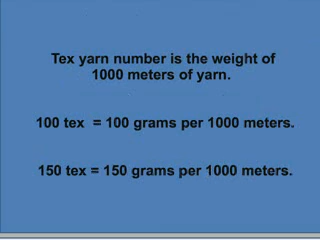 Tex yarn number is the weight of
1000 meters of yarn.
100 tex = 100 grams per 1000 meters.
150 tex = 150 grams per 1000 meters.